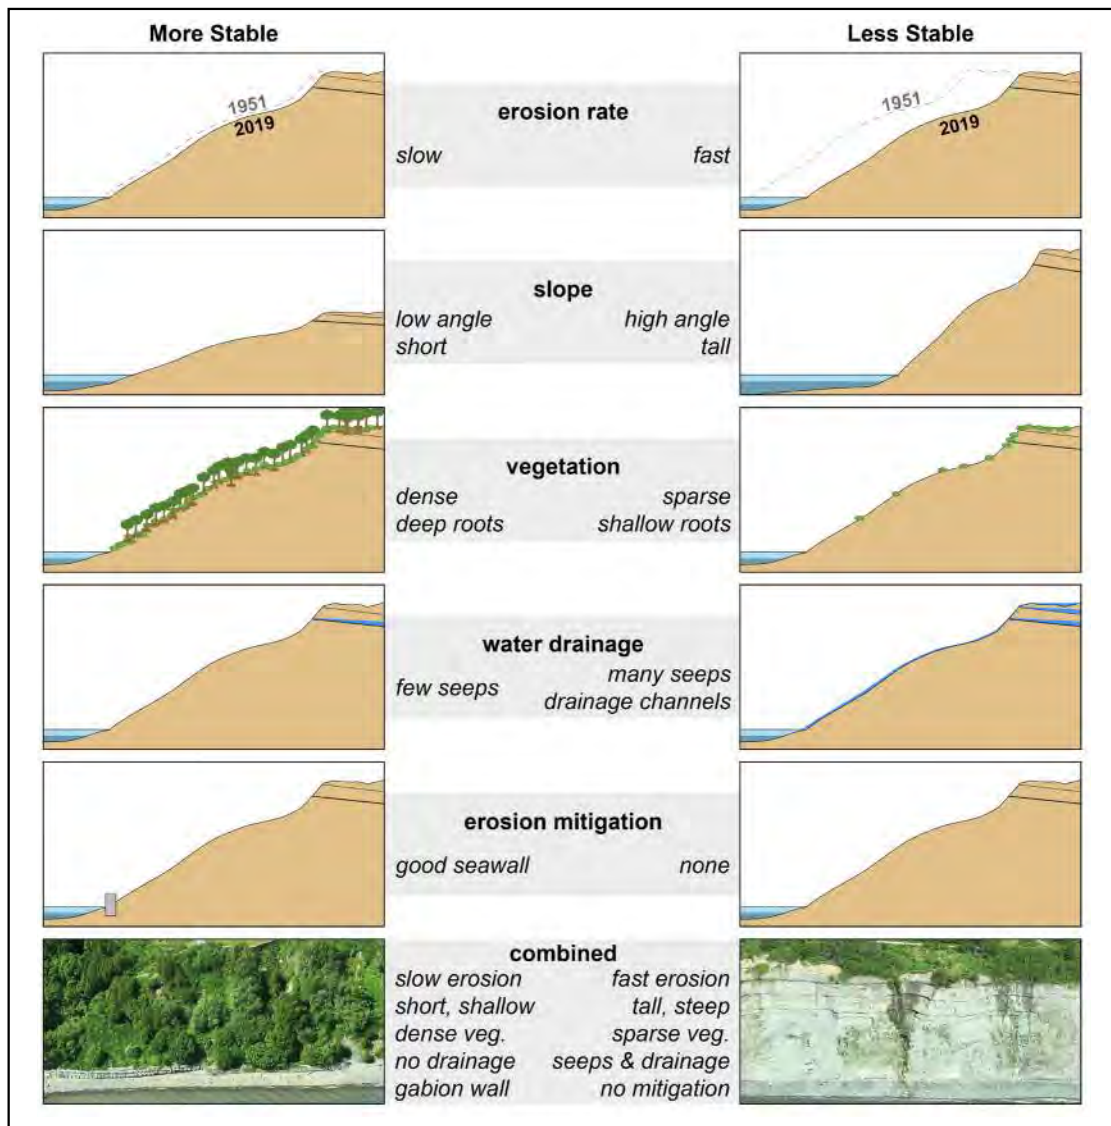 More Stable
Less Stable
1951
2019
erosion rate
slow
fast
1951
2019
slope
low angle
high angle
short
tall
vegetation
dense
sparse
deep roots
shallow roots
water drainage
few seeps
many seeps
drainage channels
erosion mitigation
good seawall
none
combined
slow erosion
fast erosion
short, shallow
tall, steep
dense veg.
sparse veg.
no drainage
seeps & drainage
gabion wall
no mitigation